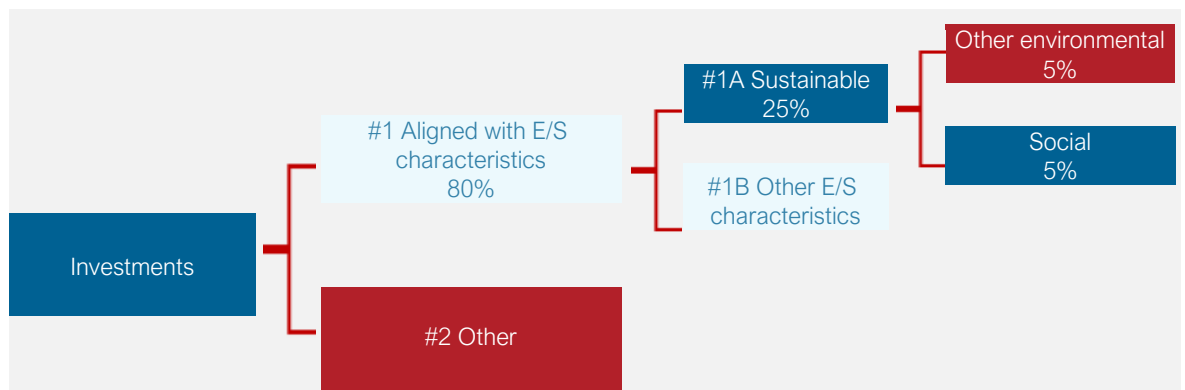 Investments
#1 Aligned with E/S
characteristics
80%
#2 Other
#1A Sustainable
25%
#1B Other E/S
characteristics
Other environmental
5%
Social
5%